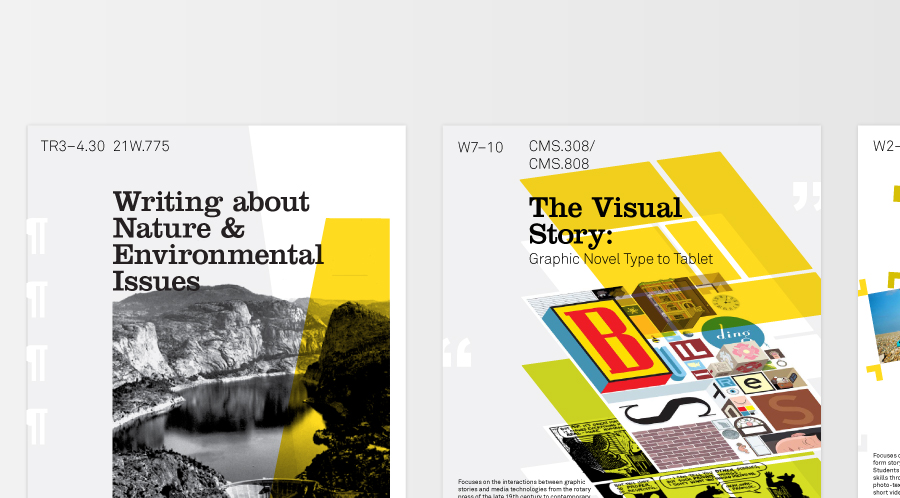 TR3–4.30 21W.775
Writing about
Nature &
Environmental
Issues
W7–10
CMS.308/
CMS.808
The Visual
Story:
Graphic Novel Type to Tablet
B
ding
S
e
S
S
Focuses on the interactions between graphic
stories and media technologies from the rotary
press of the late 19th century to contemporary
W2–
Focuses
form stor
Students
skills thro
photo-tex
short vide